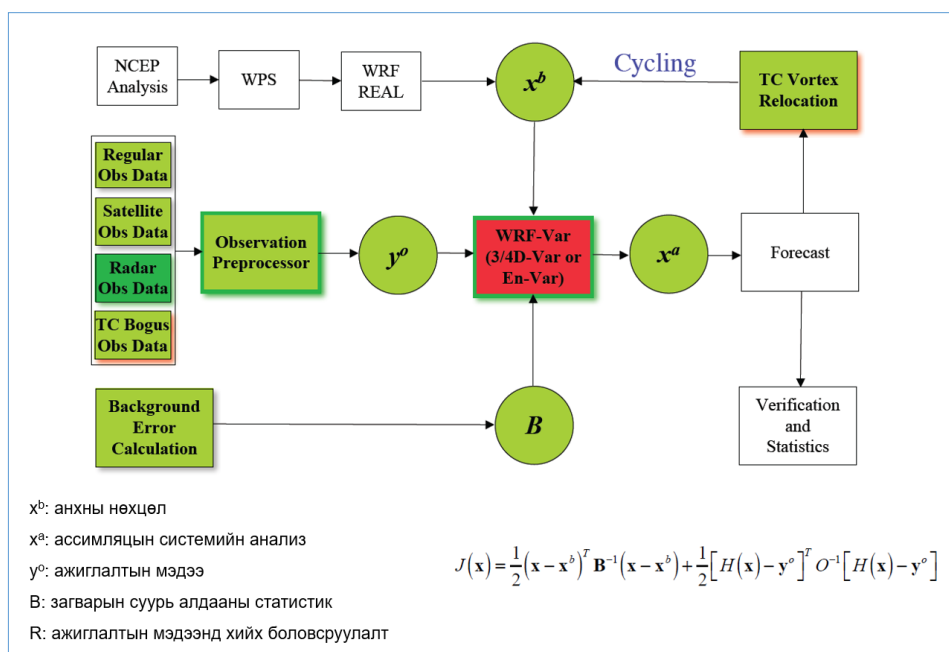 NCEP
Analysis
WPS
WRF
REAL
x^b
Cycling
TC Vortex
Relocation
Regular
Obs Data
Satellite
Obs Data
Radar
Obs Data
TC Bogus
Obs Data
Observation
Preprocessor
y^o
WRF-Var
(3/4D-Var or
En-Var)
x^a
Forecast
Background
Error
Calculation
B
Verification
and
Statistics
x^b: анхны нөхцөл
x^a: ассимляцын системийн анализ
y^o: ажиглалтын мэдээ
B: загварын суурь алдааны статистик
R: ажиглалтын мэдээнд хийх боловсруулалт
J(x) = 1/2 (x − x^b)^T B^−1 (x − x^b) + 1/2 [H(x) − y^o]^T O^−1 [H(x) − y^o]